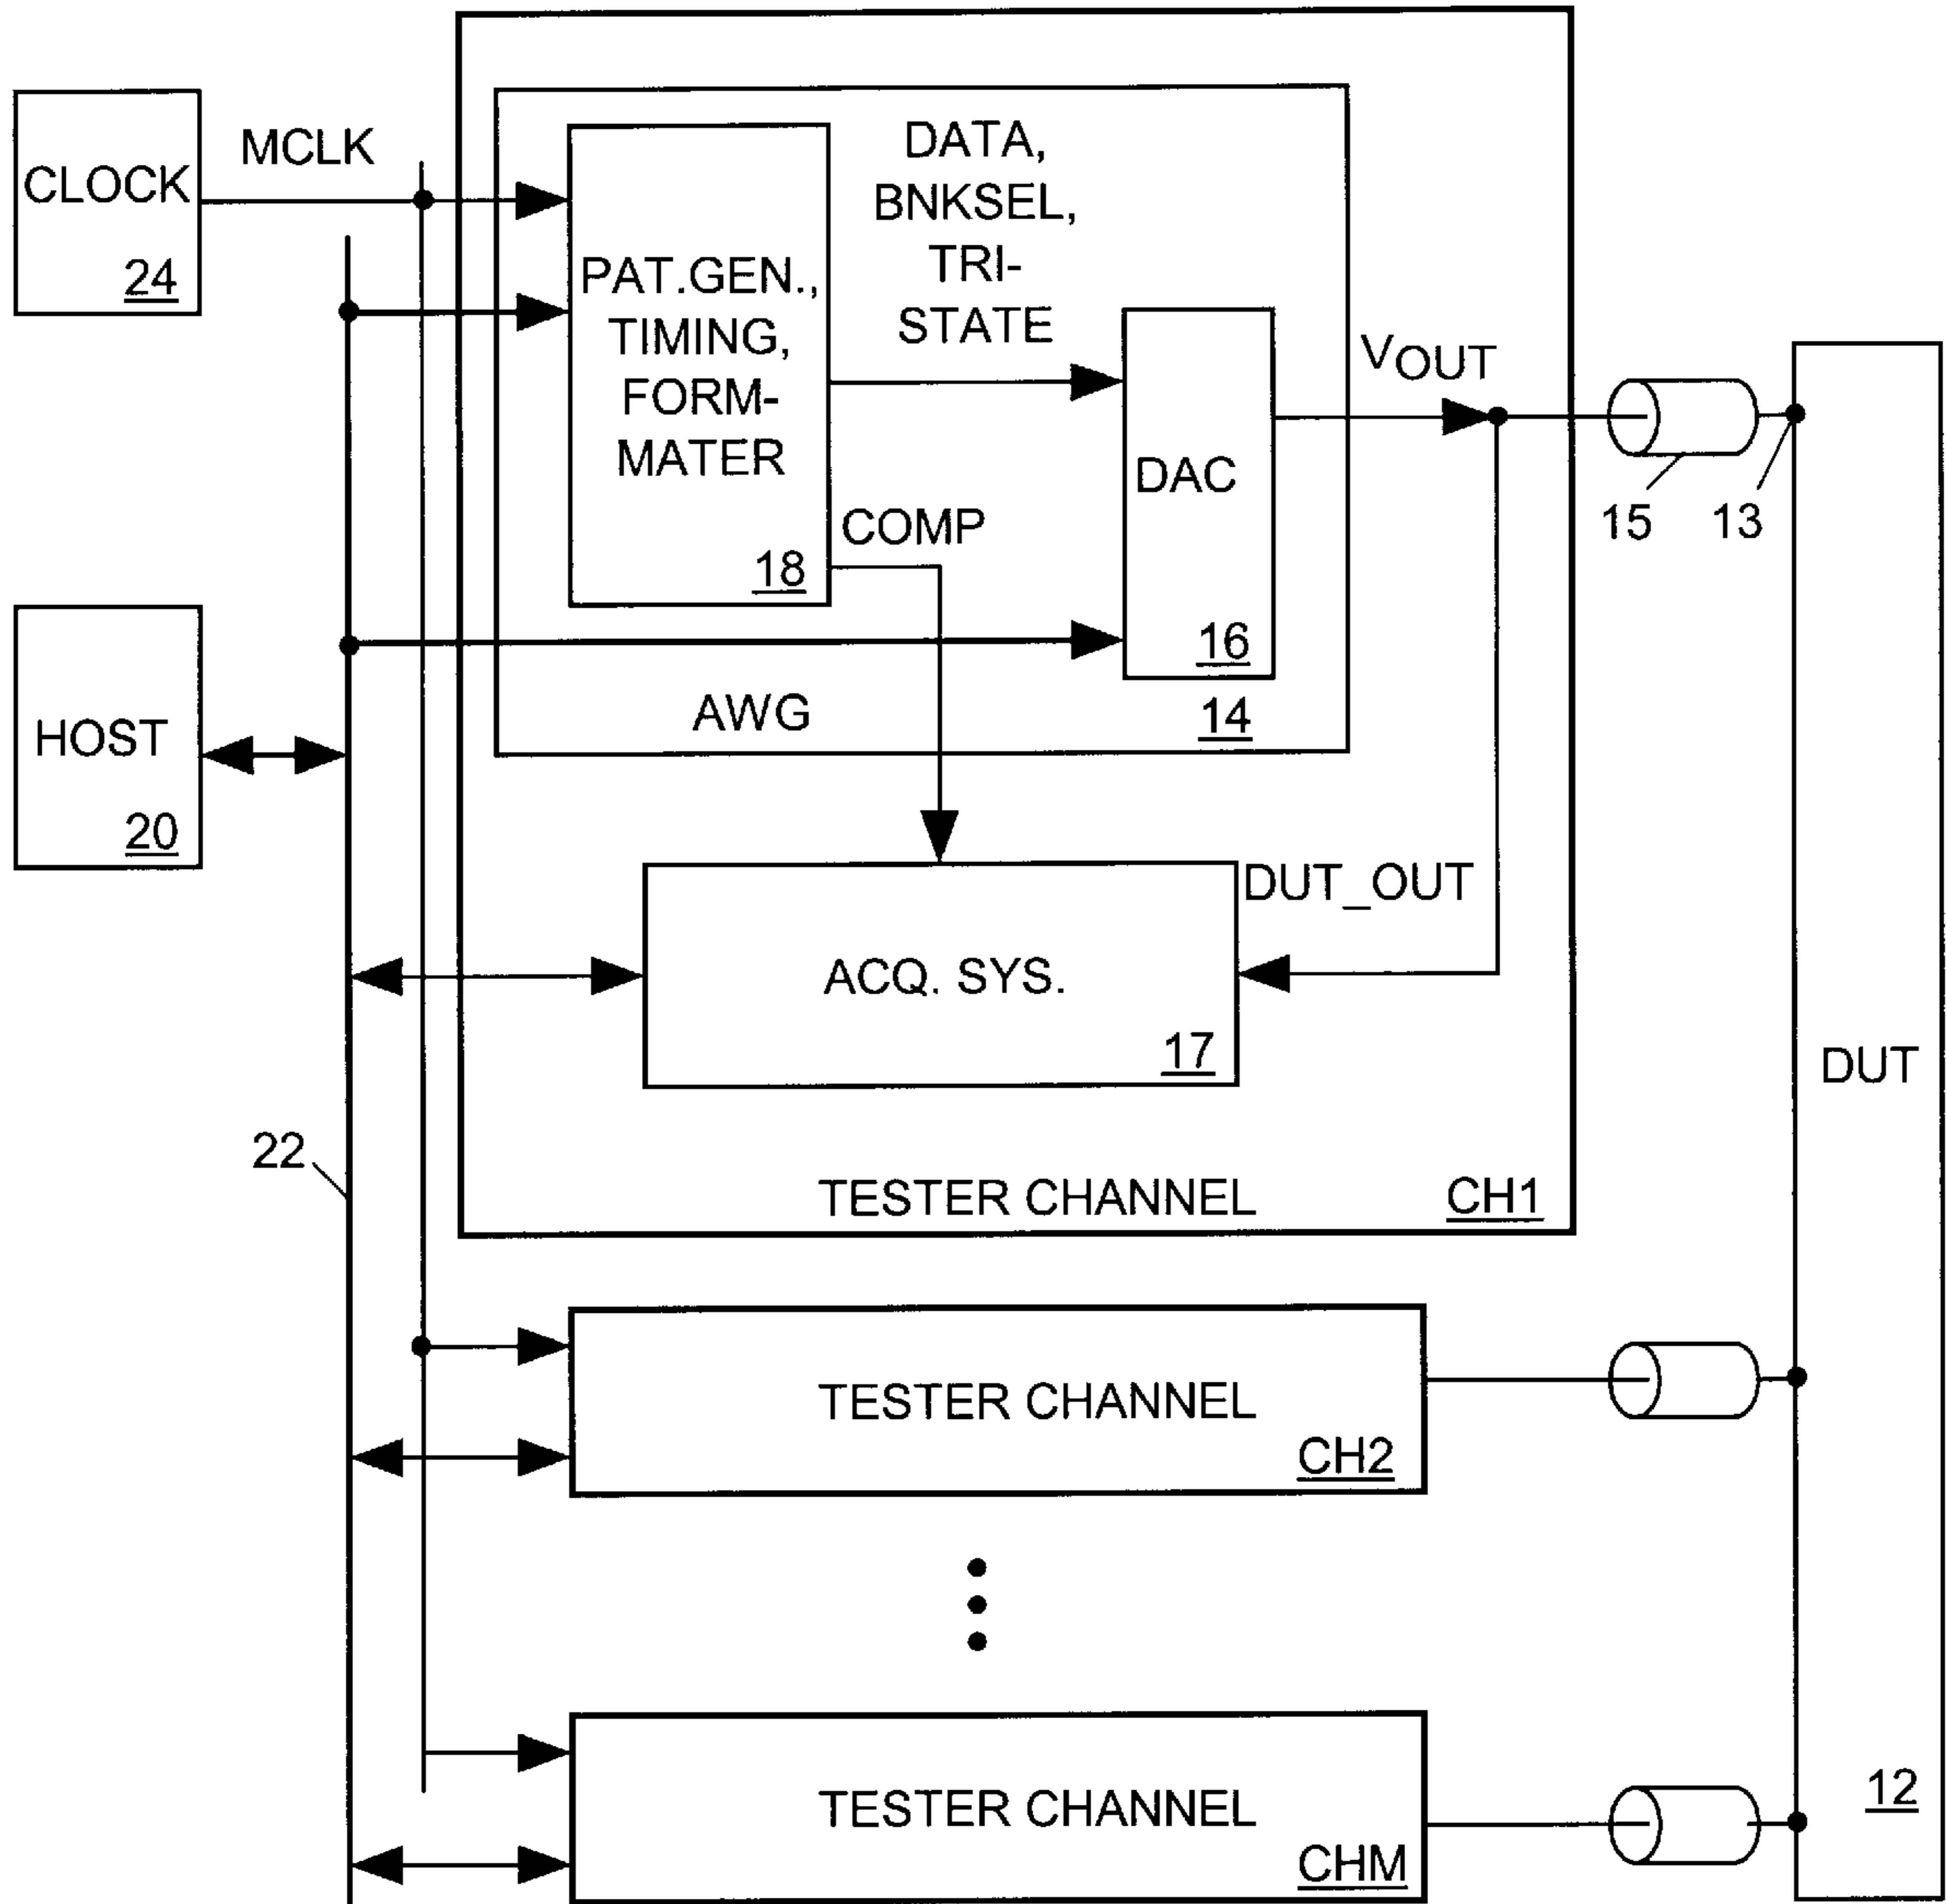 CLOCK
24
MCLK
PAT.GEN.,
TIMING,
FORM-
MATER
18
DATA,
BNKSEL,
TRI-
STATE
COMP
DAC
16
AWG
14
VOUT
15
13
HOST
20
DUT_OUT
ACQ. SYS.
17
DUT
22
TESTER CHANNEL
CH1
TESTER CHANNEL
CH2
TESTER CHANNEL
CHM
12